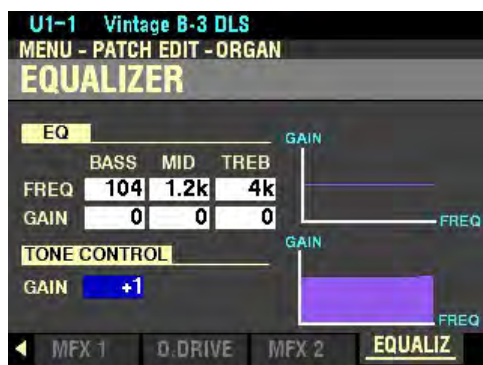 U1-1 Vintage B-3 DLS
MENU - PATCH EDIT - ORGAN
EQUALIZER
EQ
GAIN
BASS MID TREB
FREQ 104 1.2k 4k
GAIN 0 0 0
FREQ
TONE CONTROL
GAIN
GAIN +1
FREQ
MFX 1 O.DRIVE MFX 2 EQUALIZ